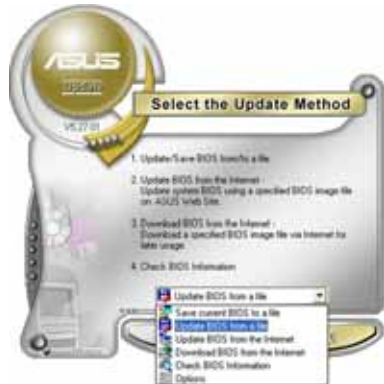 ASUS
Update
V6.27.01
Select the Update Method
1. Update/Save BIOS from/to a file
2. Update BIOS from the Internet -
Update system BIOS using a specified BIOS image file
on ASUS Web Site.
3. Download BIOS from the Internet -
Download a specified BIOS image file via Internet for
later usage.
4. Check BIOS Information
Update BIOS from a file
Save current BIOS to a file
Update BIOS from a file
Update BIOS from the Internet
Download BIOS from the Internet
Check BIOS Information
Options